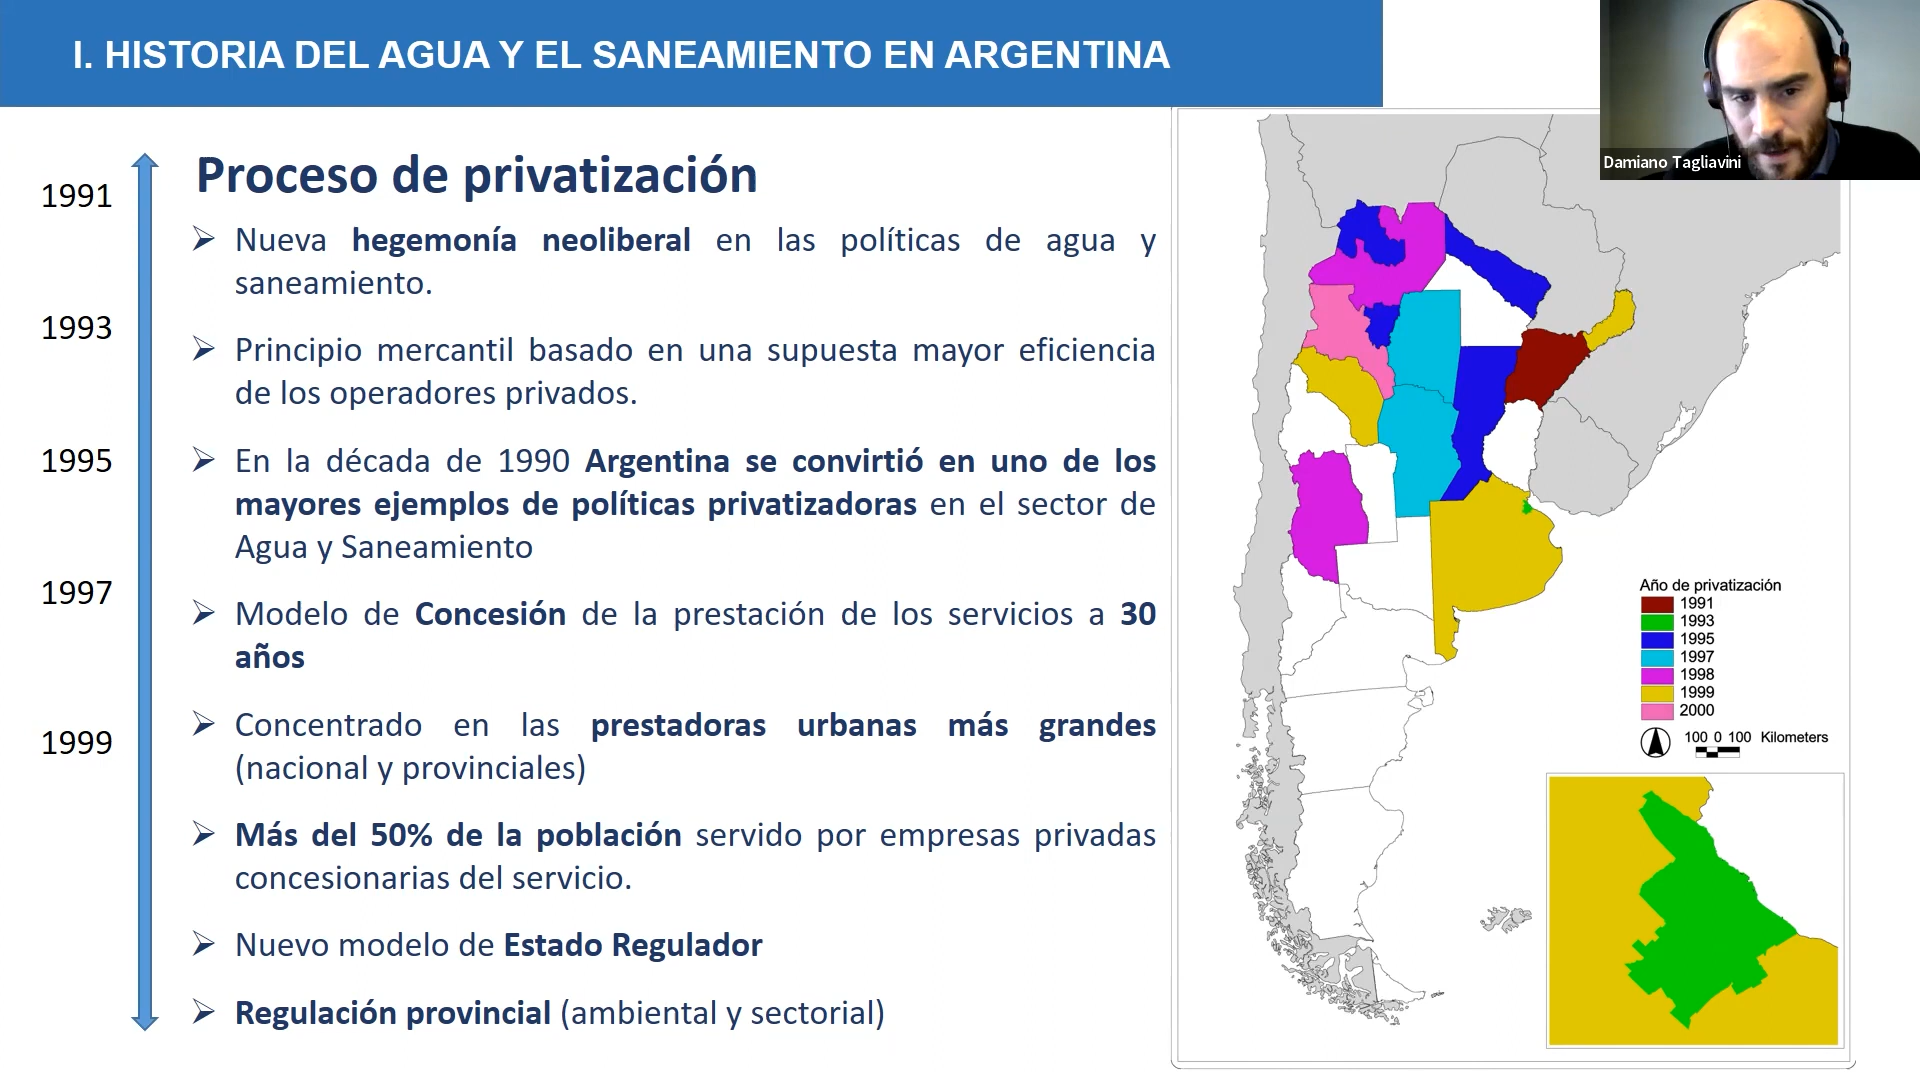 I. HISTORIA DEL AGUA Y EL SANEAMIENTO EN ARGENTINA
Damiano Tagliavini
1991
1993
1995
1997
1999
Proceso de privatización
Nueva hegemonía neoliberal en las políticas de agua y
saneamiento.
Principio mercantil basado en una supuesta mayor eficiencia
de los operadores privados.
En la década de 1990 Argentina se convirtió en uno de los
mayores ejemplos de políticas privatizadoras en el sector de
Agua y Saneamiento
Modelo de Concesión de la prestación de los servicios a 30
años
Concentrado en las prestadoras urbanas más grandes
(nacional y provinciales)
Más del 50% de la población servido por empresas privadas
concesionarias del servicio.
Nuevo modelo de Estado Regulador
Regulación provincial (ambiental y sectorial)
Año de privatización
1991
1993
1995
1997
1998
1999
2000
100 0 100 Kilometers